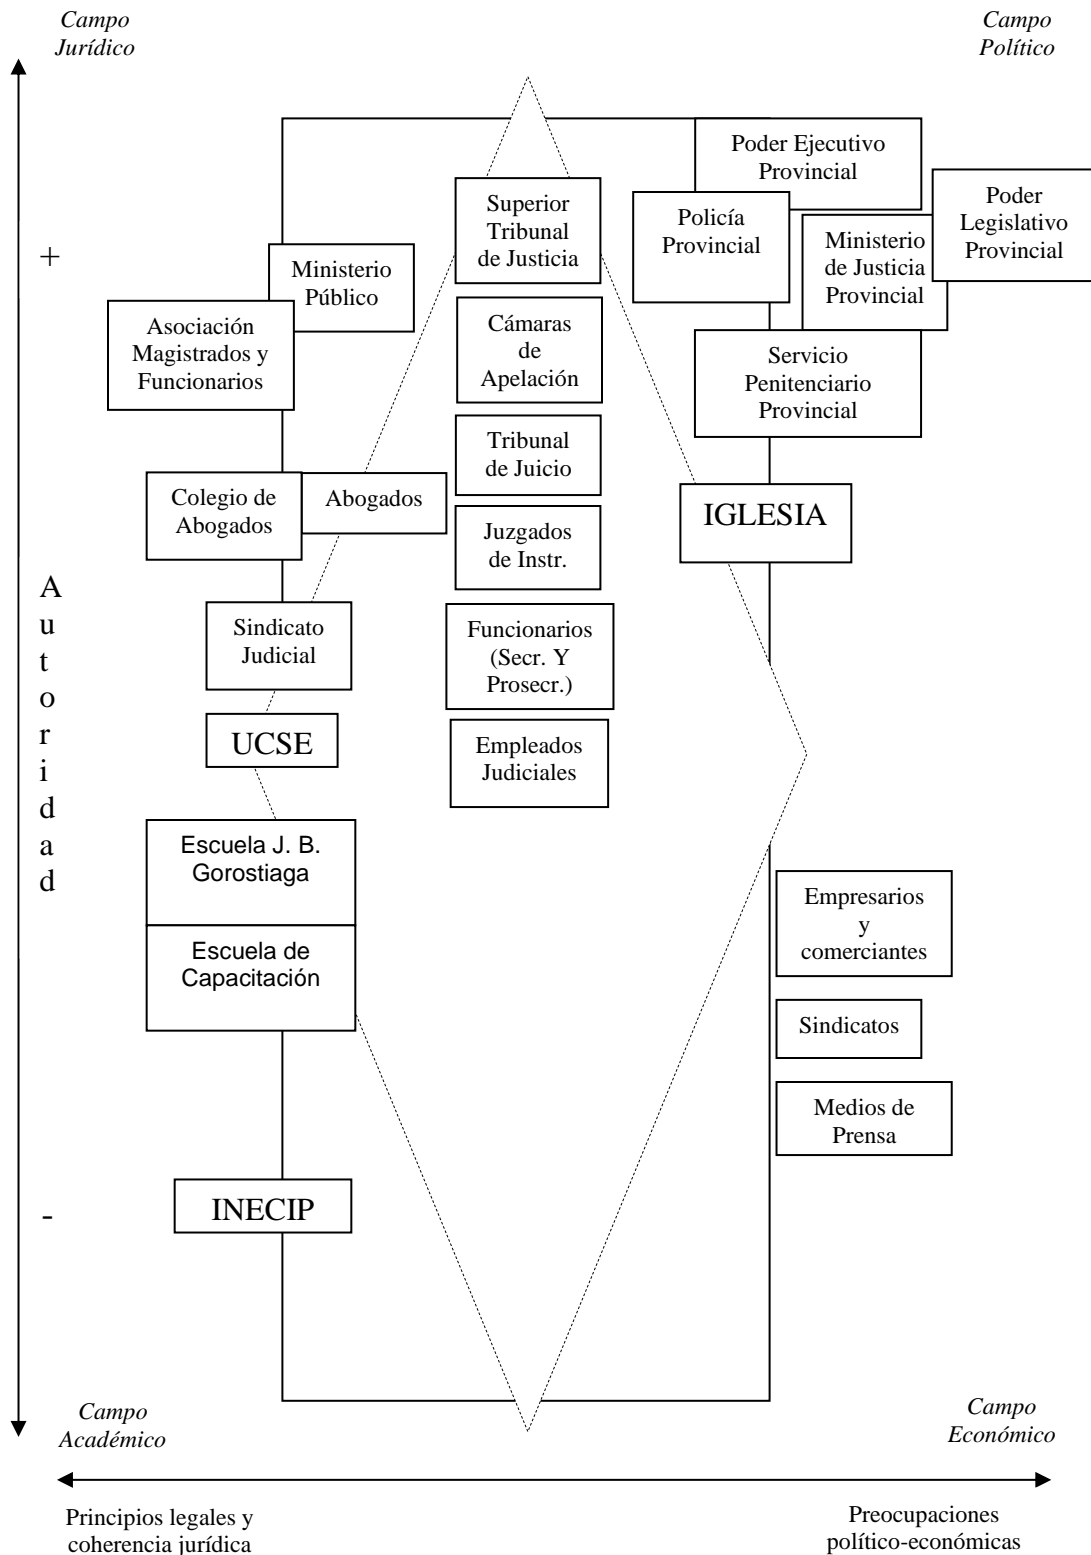 Campo
Jurídico
Campo
Político
Poder Ejecutivo
Provincial
Poder
Legislativo
Provincial
Superior
Tribunal
de Justicia
Policía
Provincial
Ministerio
de Justicia
Provincial
+
Ministerio
Público
Asociación
Magistrados y
Funcionarios
Cámaras
de
Apelación
Servicio
Penitenciario
Provincial
Tribunal
de Juicio
Colegio de
Abogados
Abogados
IGLESIA
Juzgados
de Instr.
A
u
t
o
r
i
d
a
d
Sindicato
Judicial
Funcionarios
(Secr. Y
Prosecr.)
UCSE
Empleados
Judiciales
Escuela J. B.
Gorostiaga
Escuela de
Capacitación
Empresarios
y
comerciantes
Sindicatos
Medios de
Prensa
INECIP
-
Campo
Académico
Campo
Económico
Principios legales y
coherencia jurídica
Preocupaciones
político-económicas